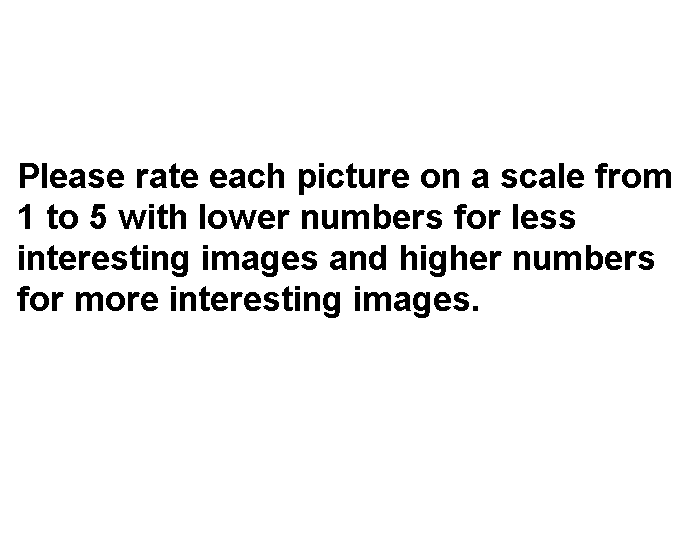 Please rate each picture on a scale from
1 to 5 with lower numbers for less
interesting images and higher numbers
for more interesting images.